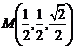 M(1/2, 1/2, √2/2)